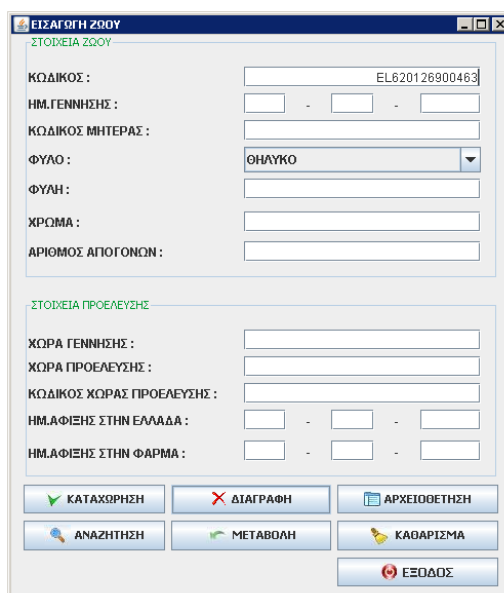 ΕΙΣΑΓΩΓΗ ΖΩΟΥ
ΣΤΟΙΧΕΙΑ ΖΩΟΥ
ΚΩΔΙΚΟΣ : EL620126900463
ΗΜ.ΓΕΝΝΗΣΗΣ : - -
ΚΩΔΙΚΟΣ ΜΗΤΕΡΑΣ :
ΦΥΛΟ : ΘΗΛΥΚΟ
ΦΥΛΗ :
ΧΡΩΜΑ :
ΑΡΙΘΜΟΣ ΑΠΟΓΟΝΩΝ :
ΣΤΟΙΧΕΙΑ ΠΡΟΕΛΕΥΣΗΣ
ΧΩΡΑ ΓΕΝΝΗΣΗΣ :
ΧΩΡΑ ΠΡΟΕΛΕΥΣΗΣ :
ΚΩΔΙΚΟΣ ΧΩΡΑΣ ΠΡΟΕΛΕΥΣΗΣ :
ΗΜ.ΑΦΙΞΗΣ ΣΤΗΝ ΕΛΛΑΔΑ : - -
ΗΜ.ΑΦΙΞΗΣ ΣΤΗΝ ΦΑΡΜΑ : - -
ΚΑΤΑΧΩΡΗΣΗ ΔΙΑΓΡΑΦΗ ΑΡΧΕΙΟΘΕΤΗΣΗ
ΑΝΑΖΗΤΗΣΗ ΜΕΤΑΒΟΛΗ ΚΑΘΑΡΙΣΜΑ
ΕΞΟΔΟΣ